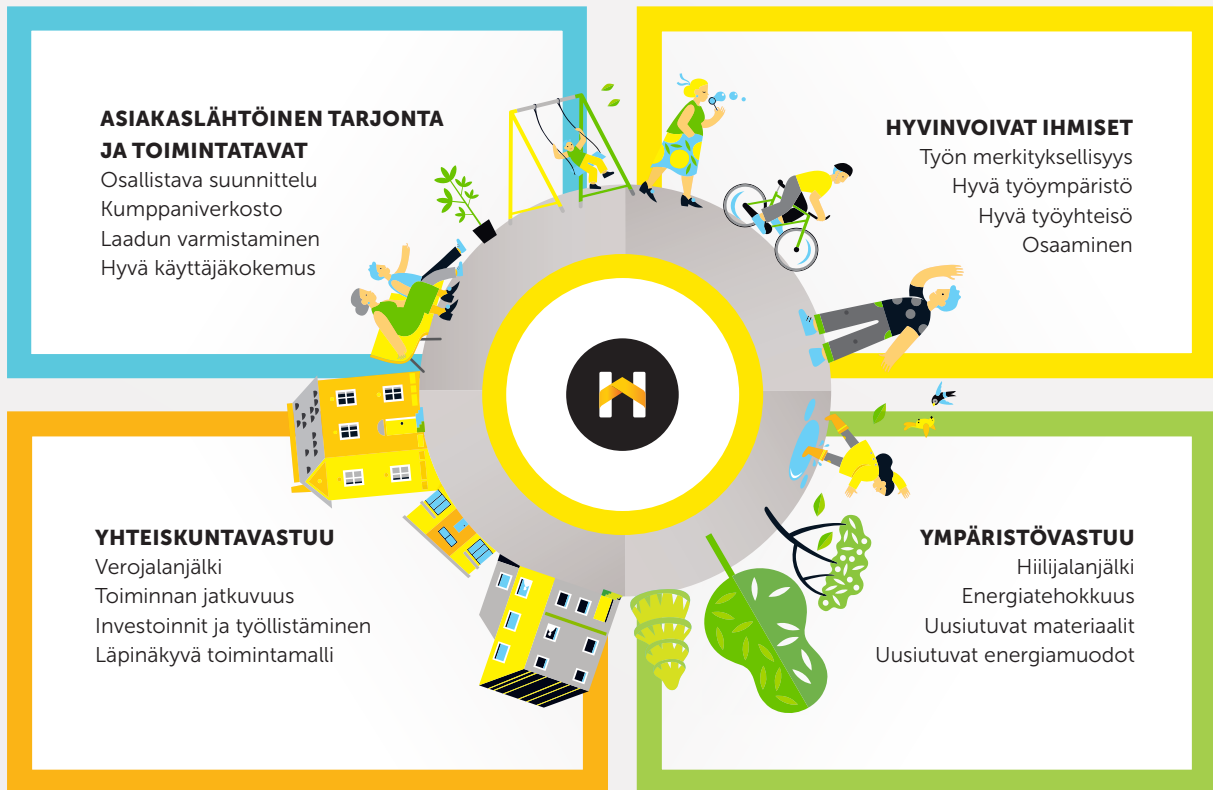 ASIAKASLÄHTÖINEN TARJONTA
JA TOIMINTATAVAT
Osallistava suunnittelu
Kumppaniverkosto
Laadun varmistaminen
Hyvä käyttäjäkokemus
HYVINVOIVAT IHMISET
Työn merkityksellisyys
Hyvä työympäristö
Hyvä työyhteisö
Osaaminen
H
YHTEISKUNTAVASTUU
Verojalanjälki
Toiminnan jatkuvuus
Investoinnit ja työllistäminen
Läpinäkyvä toimintamalli
YMPÄRISTÖVASTUU
Hiilijalanjälki
Energiatehokkuus
Uusiutuvat materiaalit
Uusiutuvat energiamuodot